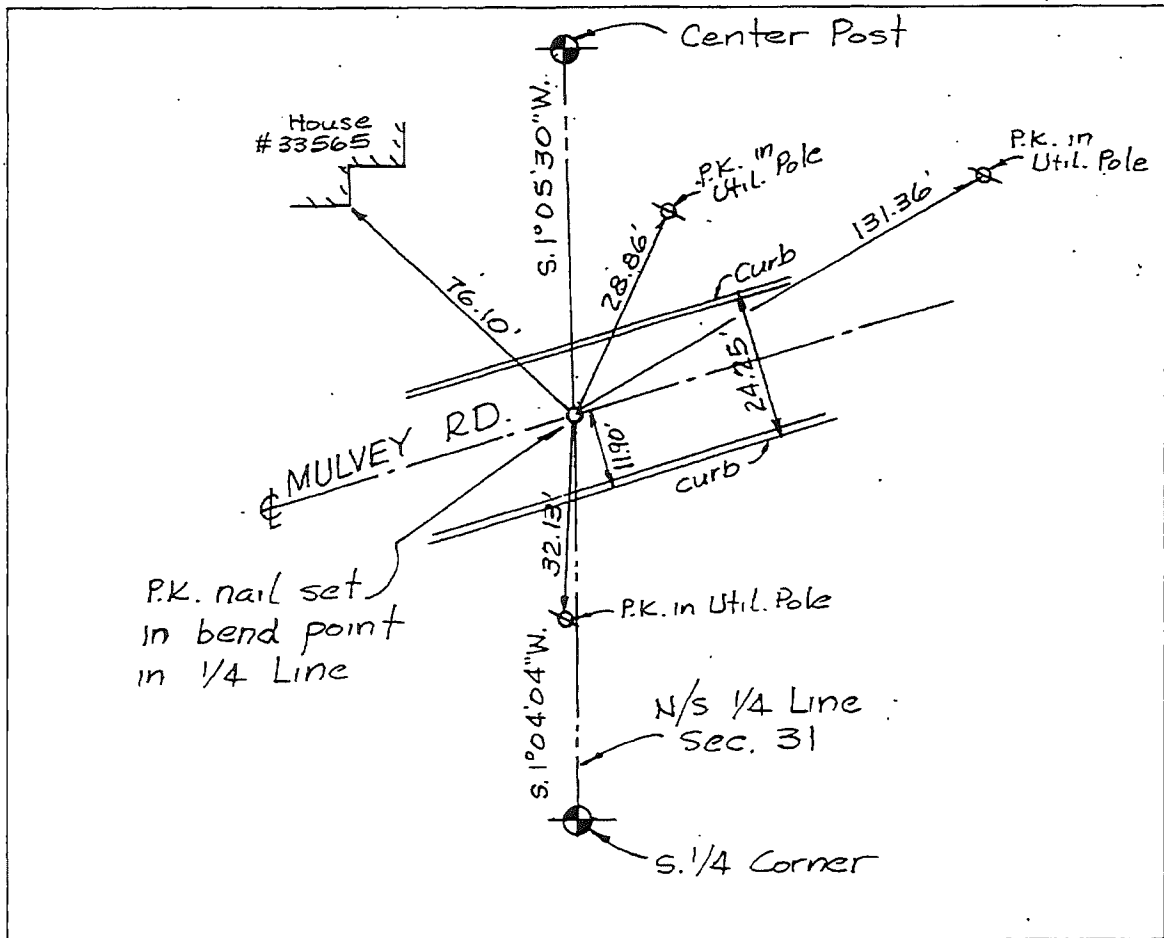 Center Post
House
#33565
S.1°05'30"W.
P.K. in
Util. Pole
P.K. in
Util. Pole
131.36'
28.86'
Curb
76.10'
24.25'
MULVEY RD.
11.90'
curb
32.13'
P.K. nail set
in bend point
in 1/4 Line
P.K. in Util. Pole
S.1°04'04"W.
N/S 1/4 Line
Sec. 31
S. 1/4 Corner